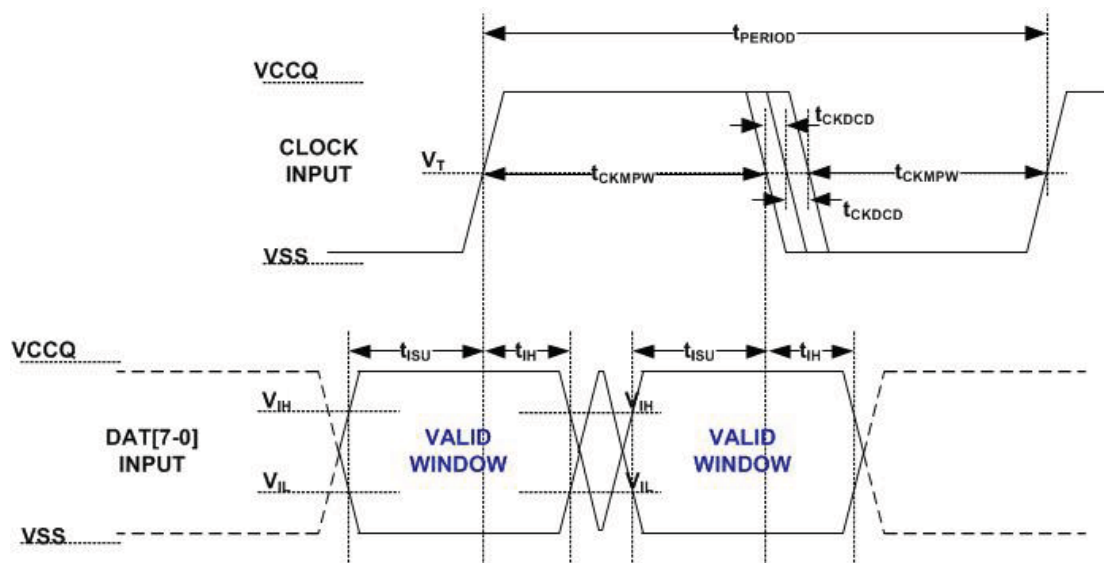 tPERIOD
VCCQ
tCKDCD
CLOCK
INPUT
VT
tCKMPW
tCKMPW
tCKDCD
VSS
VCCQ
tISU
tIH
tISU
tIH
VIH
VIH
DAT[7-0]
INPUT
VALID
WINDOW
VALID
WINDOW
VIL
VIL
VSS